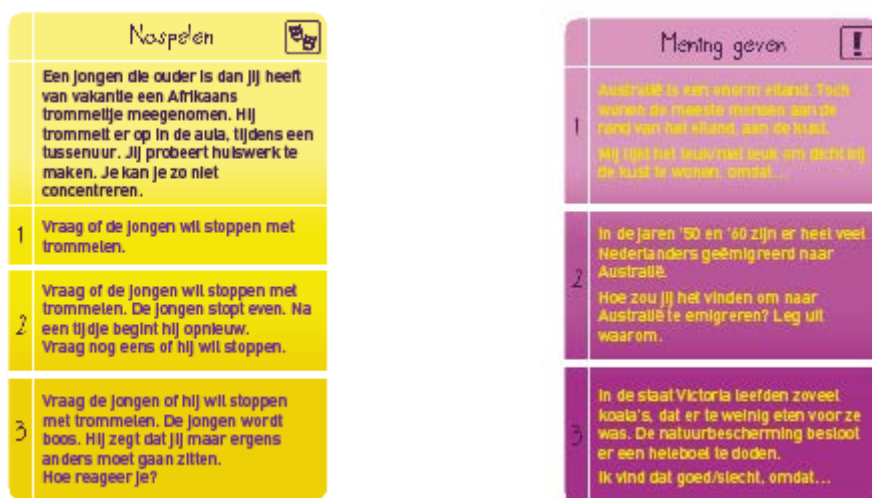 Naspelen
Een jongen die ouder is dan jij heeft
van vakantie een Afrikaans
trommeltje meegenomen. Hij
trommelt er op in de aula, tijdens een
tussenuur. Jij probeert huiswerk te
maken. Je kan je zo niet
concentreren.
1
Vraag of de jongen wil stoppen met
trommelen.
2
Vraag of de jongen wil stoppen met
trommelen. De jongen stopt even. Na
een tijdje begint hij opnieuw.
Vraag nog eens of hij wil stoppen.
3
Vraag de jongen of hij wil stoppen
met trommelen. De jongen wordt
boos. Hij zegt dat jij maar ergens
anders moet gaan zitten.
Hoe reageer je?
Mening geven
!
1
Australië is een enorm eiland. Toch
wonen de meeste mensen aan de
rand van het eiland, aan de kust.
Mij lijkt het leuk/niet leuk om dicht bij
de kust te wonen, omdat...
2
In de jaren '50 en '60 zijn er heel veel
Nederlanders geëmigreerd naar
Australië.
Hoe zou jij het vinden om naar
Australië te emigreren? Leg uit
waarom.
3
In de staat Victoria leefden zoveel
koala's, dat er te weinig eten voor ze
was. De natuurbescherming besloot
er een heleboel te doden.
Ik vind dat goed/slecht, omdat...